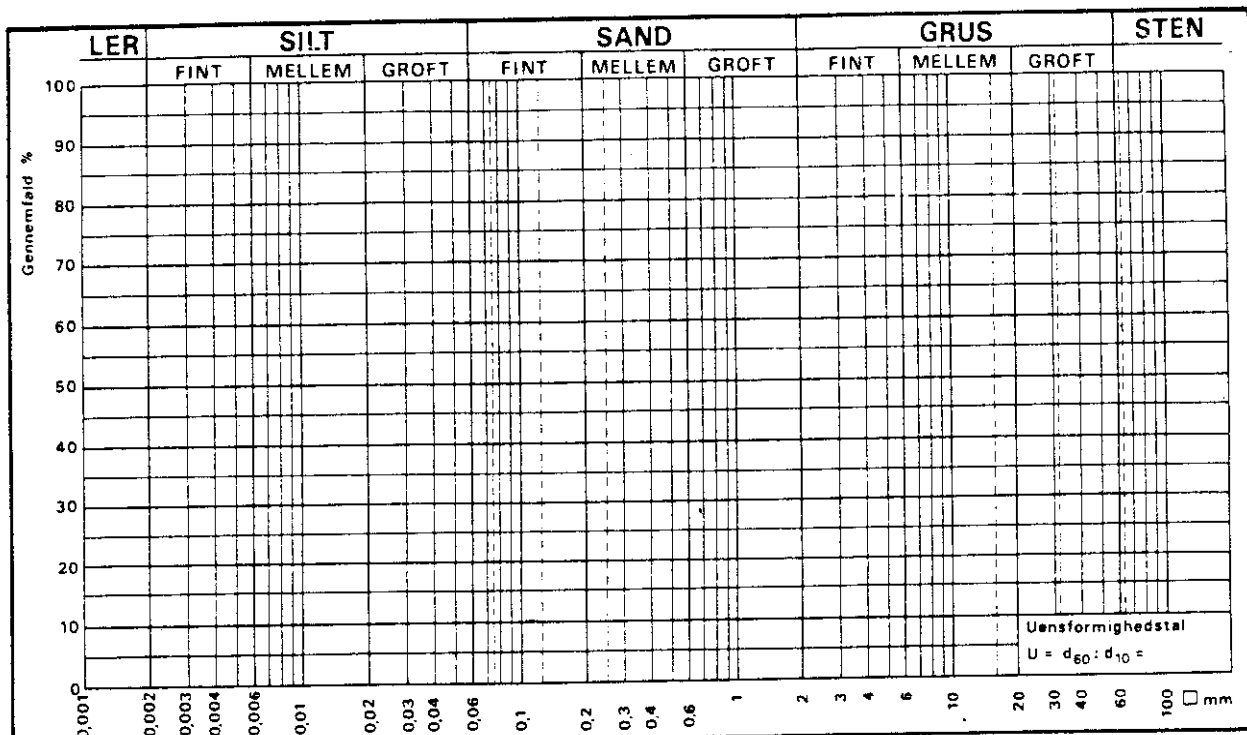 LER SILT SAND GRUS STEN
FINT MELLEM GROFT FINT MELLEM GROFT FINT MELLEM GROFT
Gennemfald %
100
90
80
70
60
50
40
30
20
10
0
Uensformighedstal
U = d60 : d10 =
0,001 0,002 0,003 0,004 0,006 0,01 0,02 0,03 0,04 0,06 0,1 0,2 0,3 0,4 0,6 1 2 3 4 6 10 20 30 40 60 100 □ mm